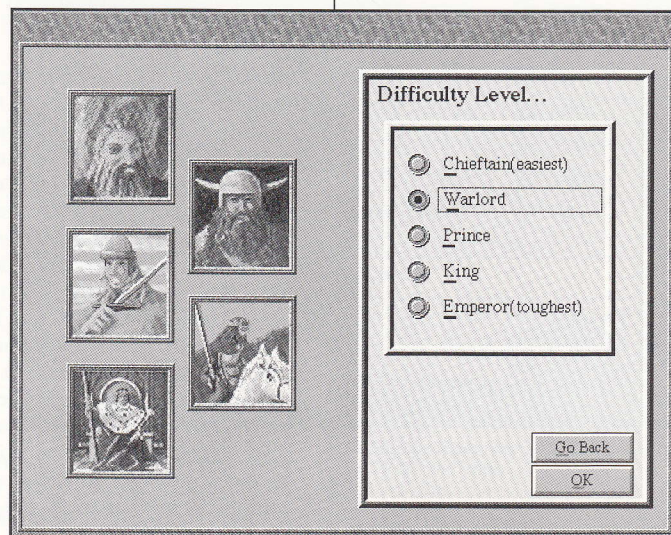 Difficulty Level...
Chieftain(easiest)
Warlord
Prince
King
Emperor(toughest)
Go Back
OK